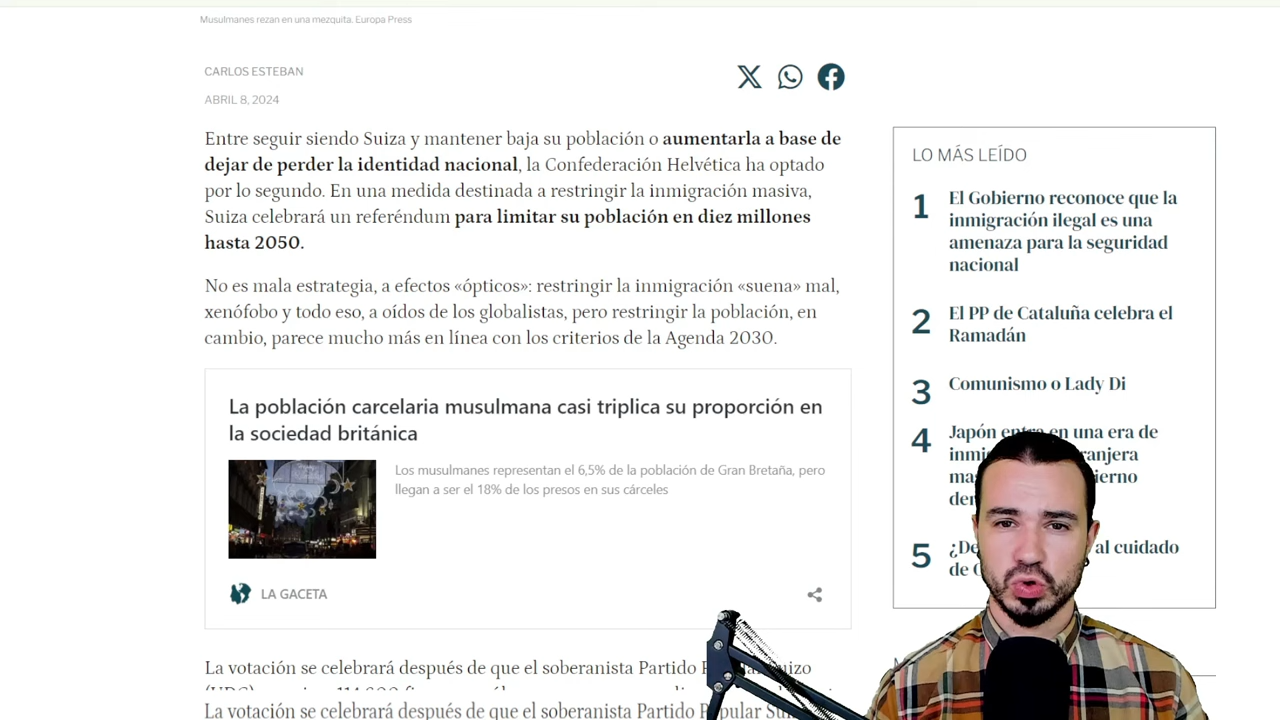 Musulmanes rezan en una mezquita. Europa Press
CARLOS ESTEBAN
ABRIL 8, 2024
Entre seguir siendo Suiza y mantener baja su población o aumentarla a base de
dejar de perder la identidad nacional, la Confederación Helvética ha optado
por lo segundo. En una medida destinada a restringir la inmigración masiva,
Suiza celebrará un referéndum para limitar su población en diez millones
hasta 2050.
No es mala estrategia, a efectos «ópticos»: restringir la inmigración «suena» mal,
xenófobo y todo eso, a oídos de los globalistas, pero restringir la población, en
cambio, parece mucho más en línea con los criterios de la Agenda 2030.
La población carcelaria musulmana casi triplica su proporción en
la sociedad británica
Los musulmanes representan el 6,5% de la población de Gran Bretaña, pero
llegan a ser el 18% de los presos en sus cárceles
LA GACETA
La votación se celebrará después de que el soberanista Partido
La votación se celebrará después de que el soberanista Partido Popular
LO MÁS LEÍDO
1 El Gobierno reconoce que la
inmigración ilegal es una
amenaza para la seguridad
nacional
2 El PP de Cataluña celebra el
Ramadán
3 Comunismo o Lady Di
4 Japón entra en una era de
5
al cuidado
de